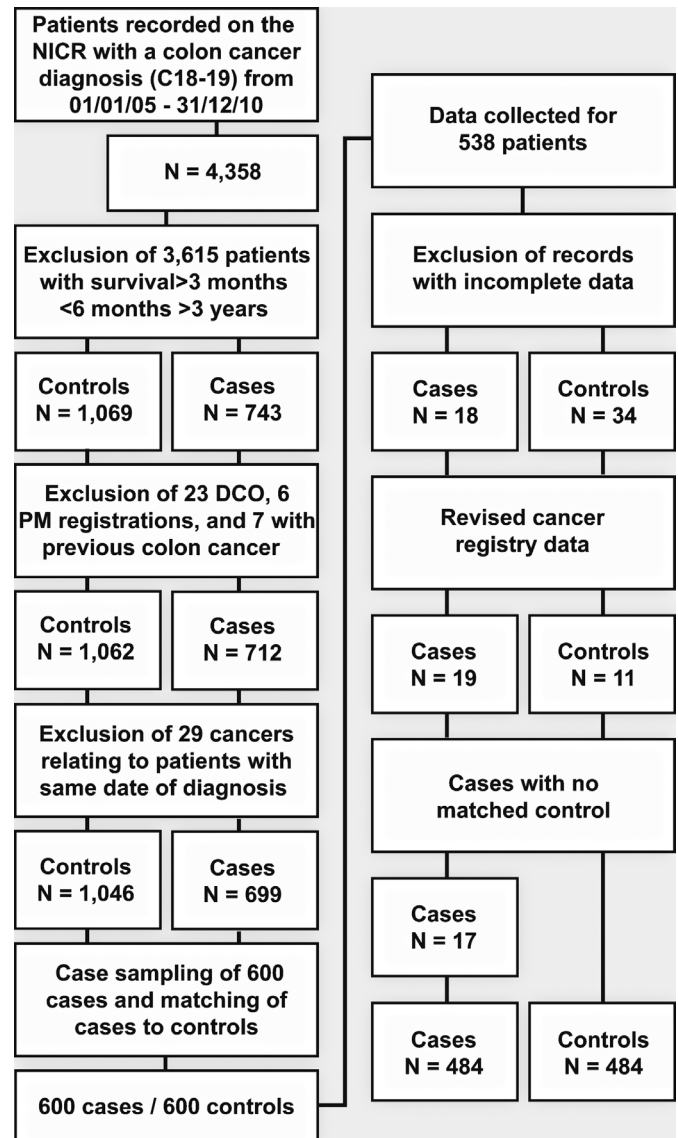 Patients recorded on the
NICR with a colon cancer
diagnosis (C18-19) from
01/01/05 - 31/12/10
N = 4,358
Exclusion of 3,615 patients
with survival>3 months
<6 months >3 years
Controls
N = 1,069
Cases
N = 743
Exclusion of 23 DCO, 6
PM registrations, and 7 with
previous colon cancer
Controls
N = 1,062
Cases
N = 712
Exclusion of 29 cancers
relating to patients with
same date of diagnosis
Controls
N = 1,046
Cases
N = 699
Case sampling of 600
cases and matching of
cases to controls
600 cases / 600 controls
Data collected for
538 patients
Exclusion of records
with incomplete data
Cases
N = 18
Controls
N = 34
Revised cancer
registry data
Cases
N = 19
Controls
N = 11
Cases with no
matched control
Cases
N = 17
Cases
N = 484
Controls
N = 484